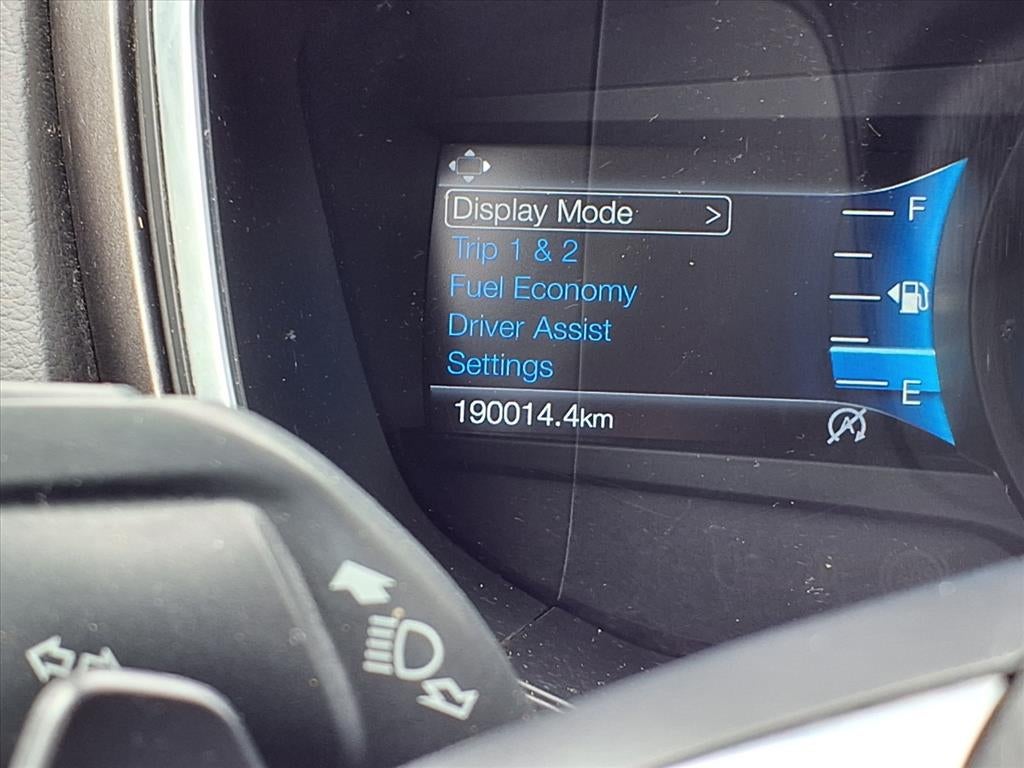 Display Mode >
Trip 1 & 2
Fuel Economy
Driver Assist
Settings
190014.4km
F
E
A